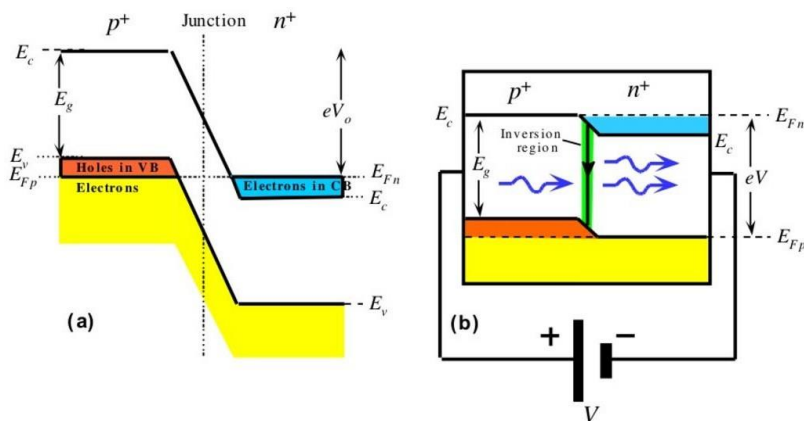 p+
Junction
n+
Ec
Eg
eVo
Ev
Holes in VB
EFp
Electrons
Electrons in CB
EFn
Ec
Ev
(a)
p+
n+
Ec
EFn
Inversion
region
Ec
Eg
eV
EFp
(b)
+
−
V